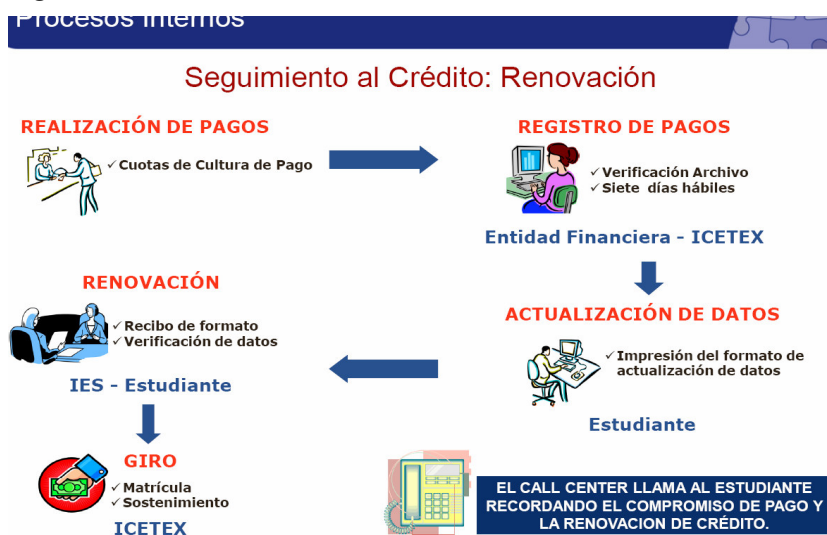 Procesos Internos
Seguimiento al Crédito: Renovación
REALIZACIÓN DE PAGOS
✓ Cuotas de Cultura de Pago
REGISTRO DE PAGOS
✓ Verificación Archivo
✓ Siete días hábiles
Entidad Financiera - ICETEX
ACTUALIZACIÓN DE DATOS
✓ Impresión del formato de
actualización de datos
Estudiante
RENOVACIÓN
✓ Recibo de formato
✓ Verificación de datos
IES - Estudiante
GIRO
✓ Matrícula
✓ Sostenimiento
ICETEX
EL CALL CENTER LLAMA AL ESTUDIANTE
RECORDANDO EL COMPROMISO DE PAGO Y
LA RENOVACION DE CRÉDITO.